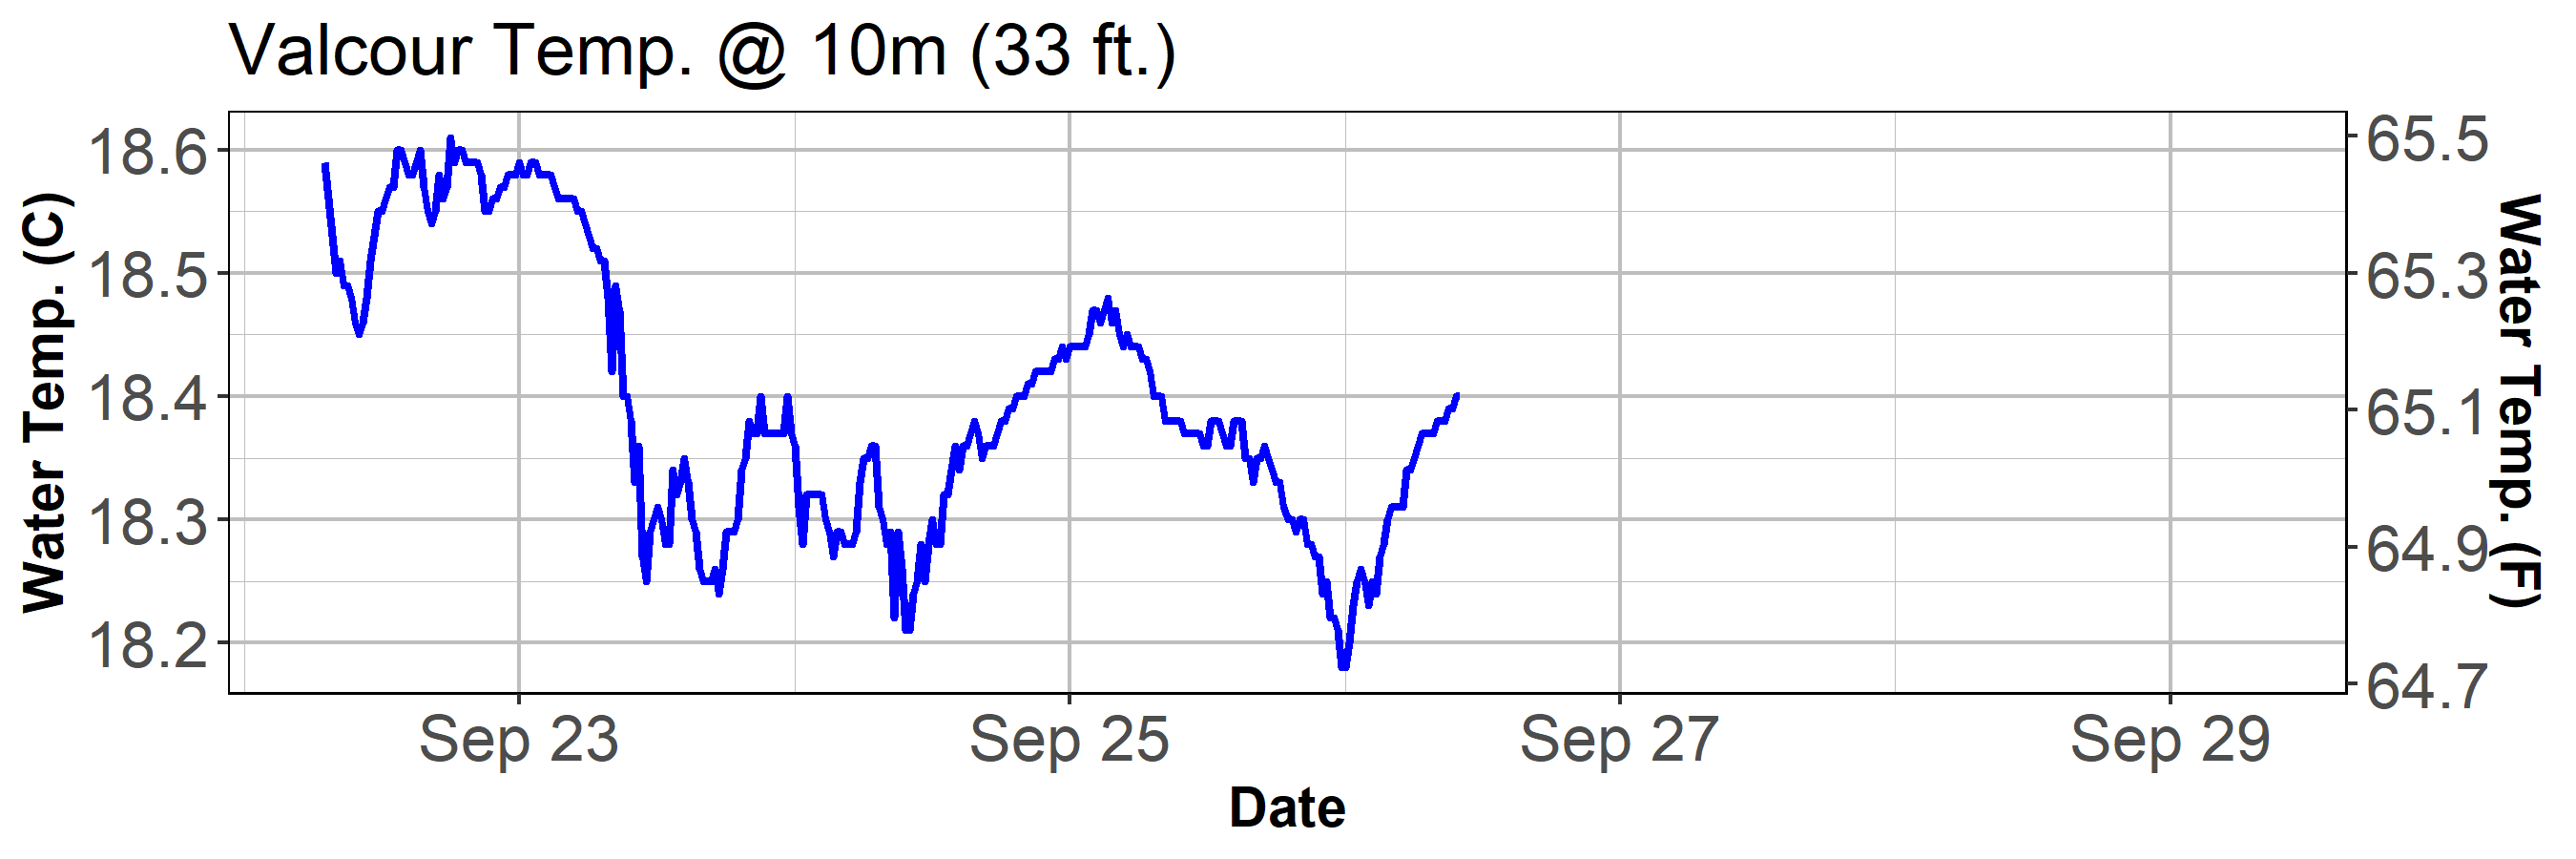 Valcour Temp. @ 10m (33 ft.)
Water Temp. (C)
18.6
18.5
18.4
18.3
18.2
65.5
65.3
65.1
64.9
64.7
Water Temp. (F)
Sep 23
Sep 25
Sep 27
Sep 29
Date